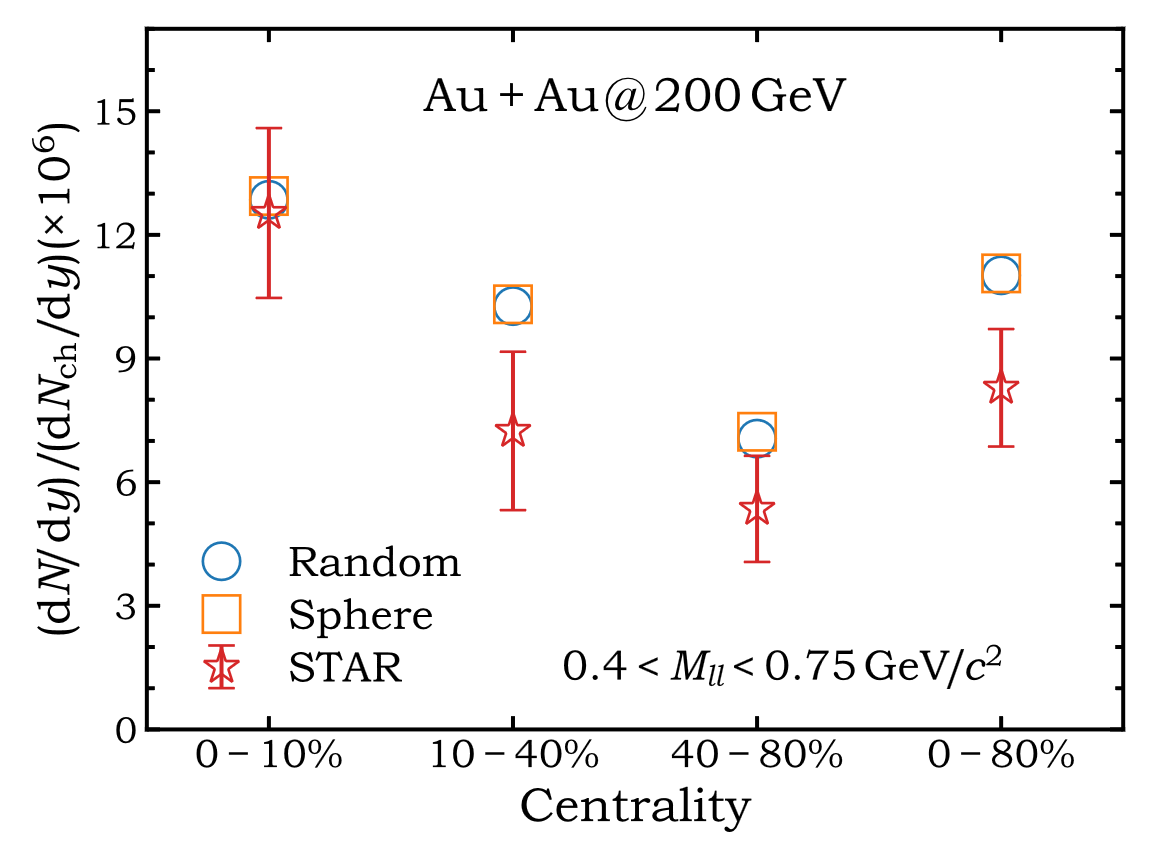 Au + Au@200 GeV
(dN/dy)/(dN_ch/dy)(×10^6)
15
12
9
6
3
0
Random
Sphere
STAR
0.4 < M_ll < 0.75 GeV/c^2
0 – 10% 10 – 40% 40 – 80% 0 – 80%
Centrality